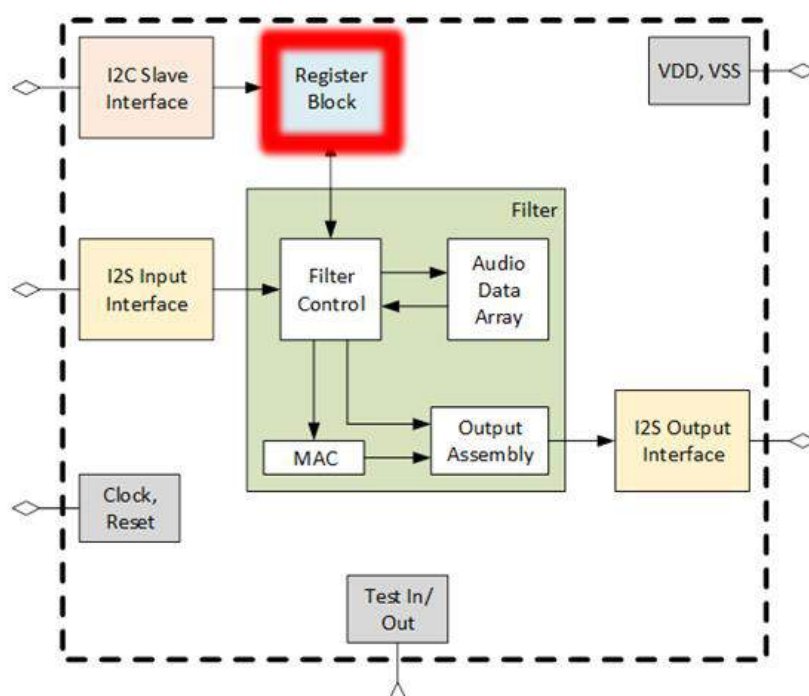 I2C Slave
Interface
Register
Block
VDD, VSS
Filter
I2S Input
Interface
Filter
Control
Audio
Data
Array
MAC
Output
Assembly
I2S Output
Interface
Clock,
Reset
Test In/
Out